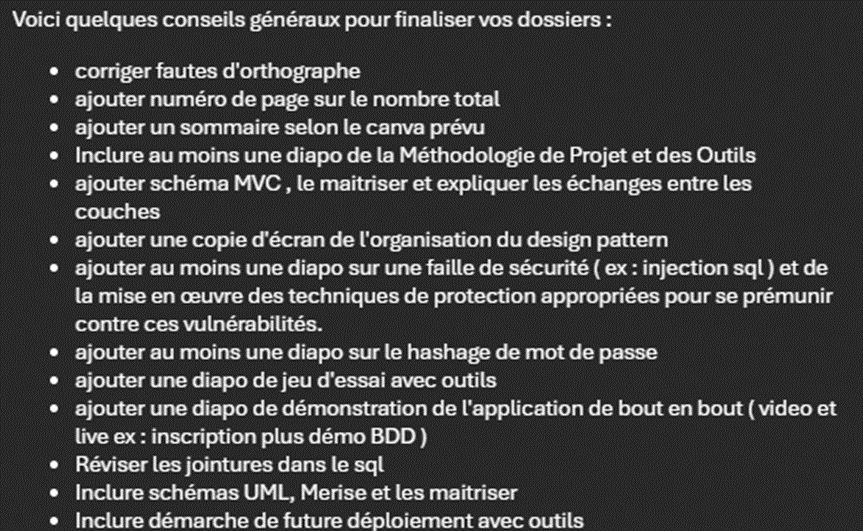 Voici quelques conseils généraux pour finaliser vos dossiers :
• corriger fautes d'orthographe
• ajouter numéro de page sur le nombre total
• ajouter un sommaire selon le canva prévu
• Inclure au moins une diapo de la Méthodologie de Projet et des Outils
• ajouter schéma MVC , le maitriser et expliquer les échanges entre les
couches
• ajouter une copie d'écran de l'organisation du design pattern
• ajouter au moins une diapo sur une faille de sécurité ( ex : injection sql ) et de
la mise en œuvre des techniques de protection appropriées pour se prémunir
contre ces vulnérabilités.
• ajouter au moins une diapo sur le hashage de mot de passe
• ajouter une diapo de jeu d'essai avec outils
• ajouter une diapo de démonstration de l'application de bout en bout ( video et
live ex : inscription plus démo BDD )
• Réviser les jointures dans le sql
• Inclure schémas UML, Merise et les maitriser
• Inclure démarche de future déploiement avec outils